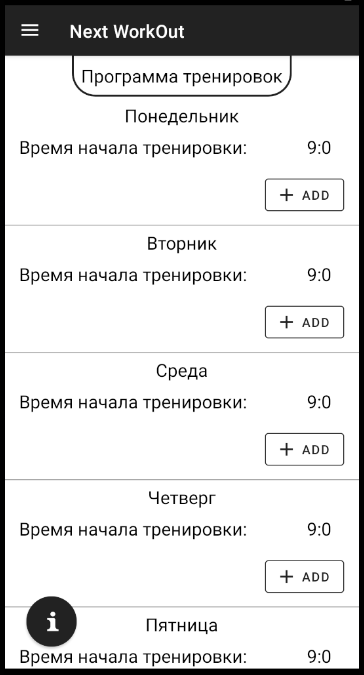 Next WorkOut
Программа тренировок
Понедельник
Время начала тренировки: 9:0
+ ADD
Вторник
Время начала тренировки: 9:0
+ ADD
Среда
Время начала тренировки: 9:0
+ ADD
Четверг
Время начала тренировки: 9:0
+ ADD
i
Пятница
Время начала тренировки: 9:0